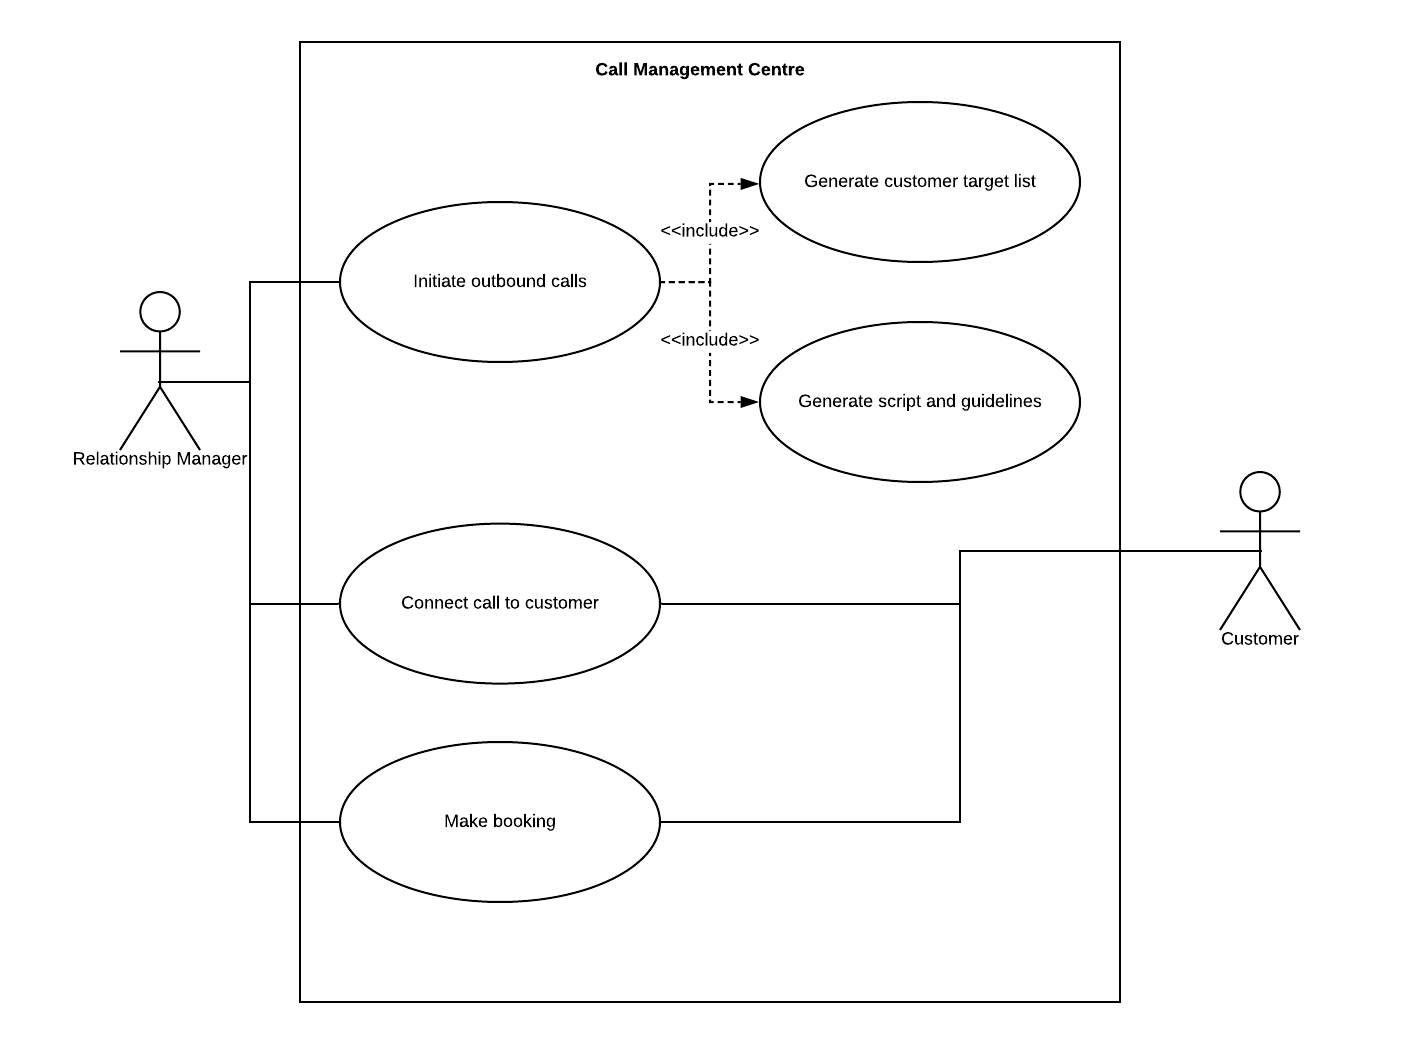 Call Management Centre
Generate customer target list
<<include>>
Initiate outbound calls
<<include>>
Generate script and guidelines
Relationship Manager
Connect call to customer
Customer
Make booking